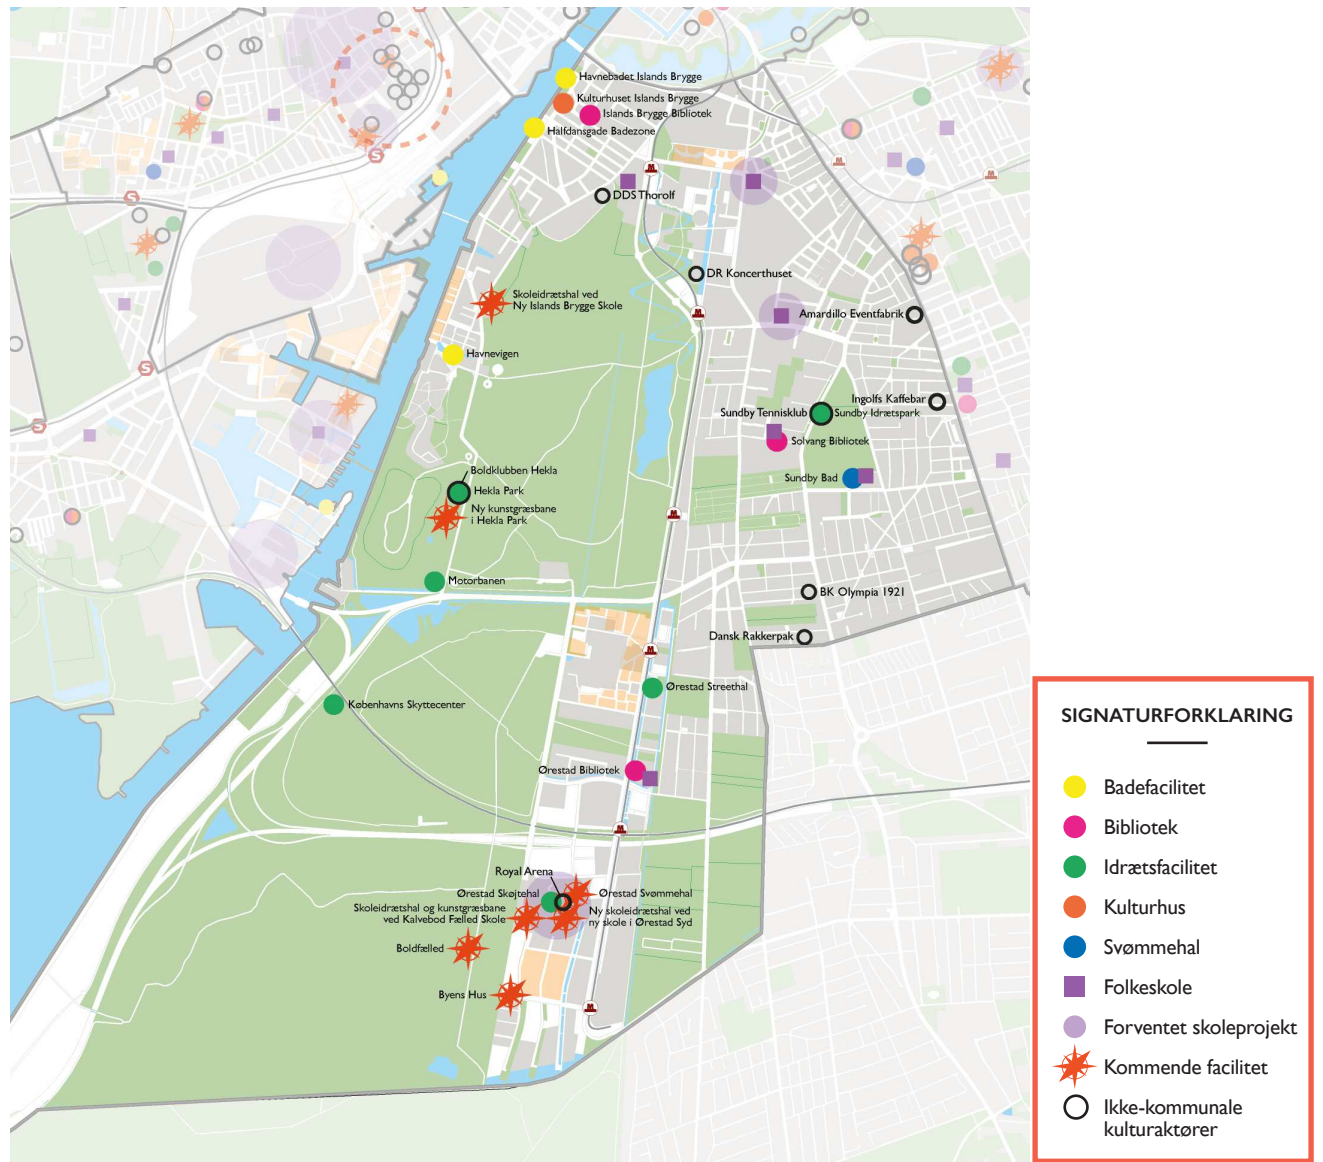 Havnebadet Islands Brygge
Kulturhuset Islands Brygge
Islands Brygge Bibliotek
Halfdansgade Badezone
DDS Thorolf
DR Koncerthuset
Skoleidrætshal ved
Ny Islands Brygge Skole
Amardillo Eventfabrik
Havnevigen
Ingolfs Kaffebar
Sundby Tennisklub
Sundby Idrætspark
Solvang Bibliotek
Boldklubben Hekla
Sundby Bad
Hekla Park
Ny kunstgræsbane
i Hekla Park
Motorbanen
BK Olympia 1921
Dansk Rakkerpak
Ørestad Streethal
Københavns Skyttecenter
Ørestad Bibliotek
Royal Arena
Ørestad Skøjtehal
Ørestad Svømmehal
Skoleidrætshal og kunstgræsbane
ved Kalvebod Fælled Skole
Ny skoleidrætshal ved
ny skole i Ørestad Syd
Boldfælled
Byens Hus
SIGNATURFORKLARING
Badefacilitet
Bibliotek
Idrætsfacilitet
Kulturhus
Svømmehal
Folkeskole
Forventet skoleprojekt
Kommende facilitet
Ikke-kommunale
kulturaktører